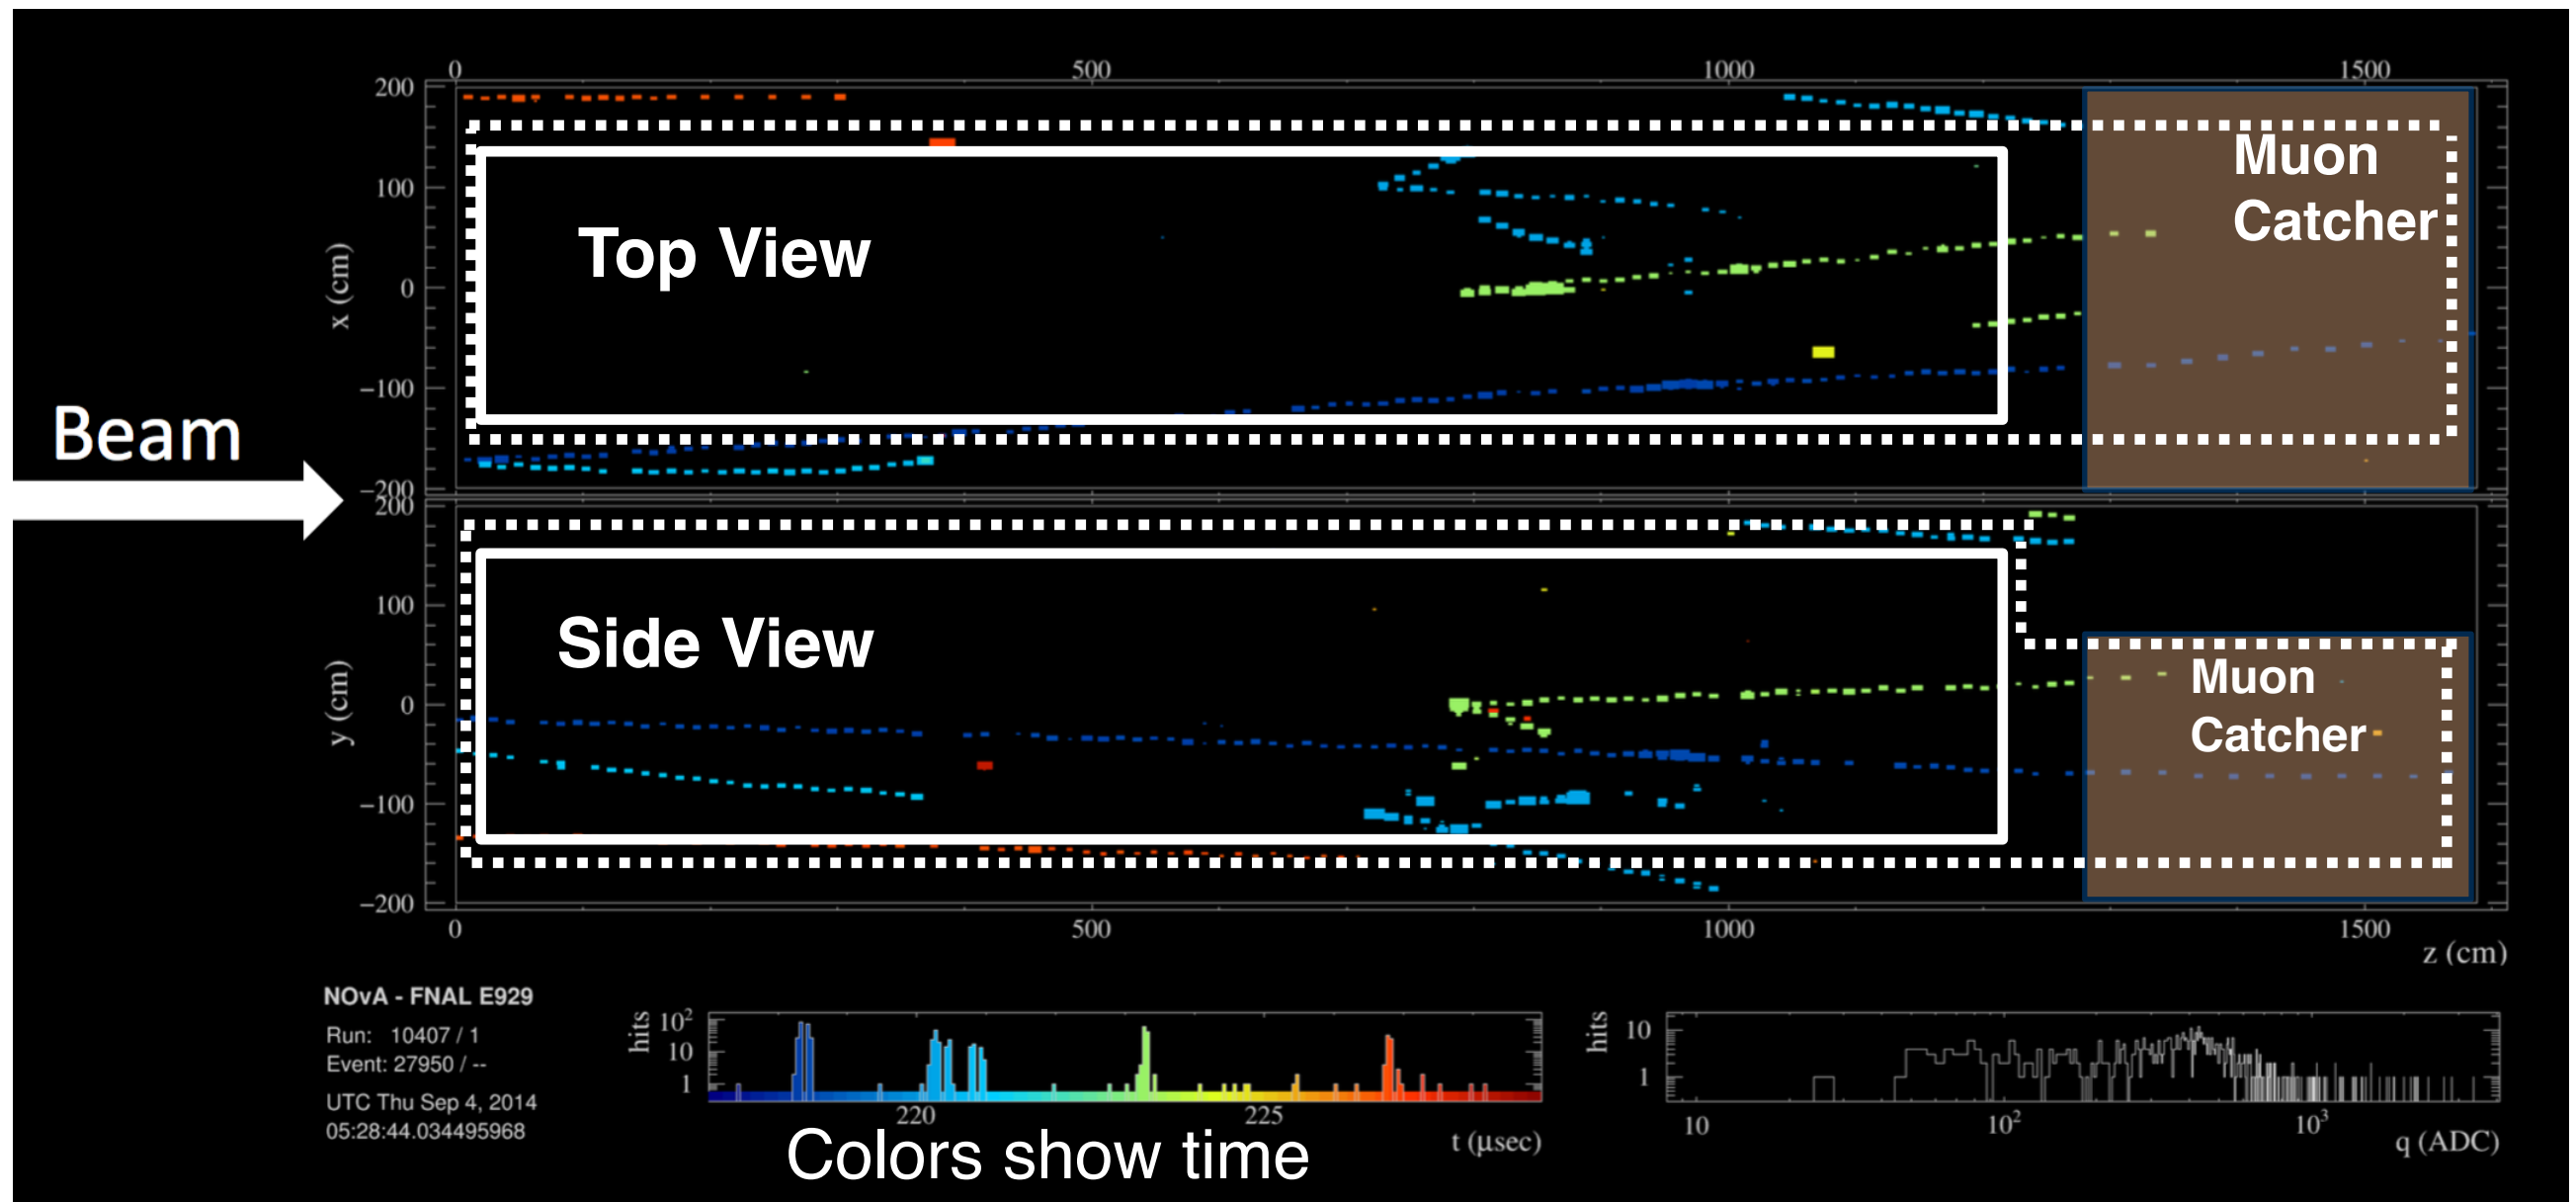 0 500 1000 1500
200
100
0
−100
−200
x (cm)
Top View
Muon
Catcher
Beam
200
100
0
−100
−200
y (cm)
Side View
Muon
Catcher
0 500 1000 1500
z (cm)
NOvA - FNAL E929
Run: 10407 / 1
Event: 27950 / --
UTC Thu Sep 4, 2014
05:28:44.034495968
hits
10²
10
1
220 225
t (μsec)
Colors show time
hits
10
1
10 10² 10³
q (ADC)